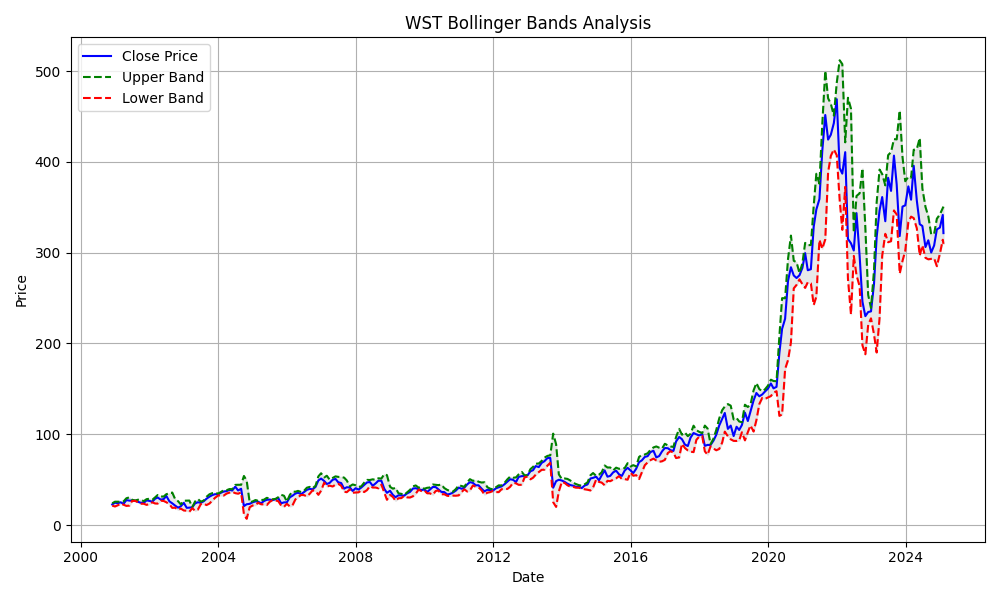 WST Bollinger Bands Analysis
Close Price
Upper Band
Lower Band
Price
500
400
300
200
100
0
2000
2004
2008
2012
2016
2020
2024
Date